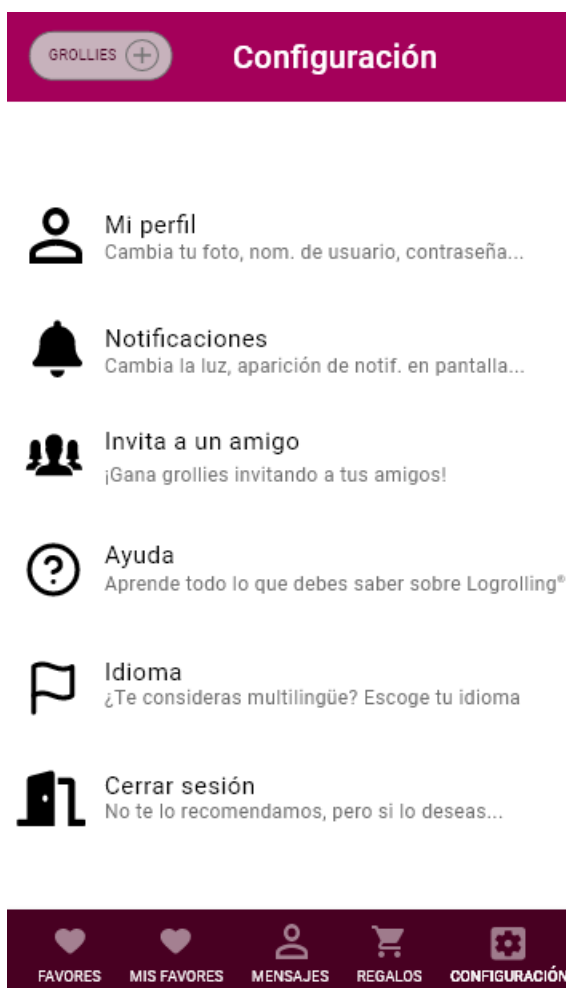 GROLLIES
Configuración
Mi perfil
Cambia tu foto, nom. de usuario, contraseña...
Notificaciones
Cambia la luz, aparición de notif. en pantalla...
Invita a un amigo
¡Gana grollies invitando a tus amigos!
Ayuda
Aprende todo lo que debes saber sobre Logrolling®
Idioma
¿Te consideras multilingüe? Escoge tu idioma
Cerrar sesión
No te lo recomendamos, pero si lo deseas...
FAVORES MIS FAVORES MENSAJES REGALOS CONFIGURACIÓN